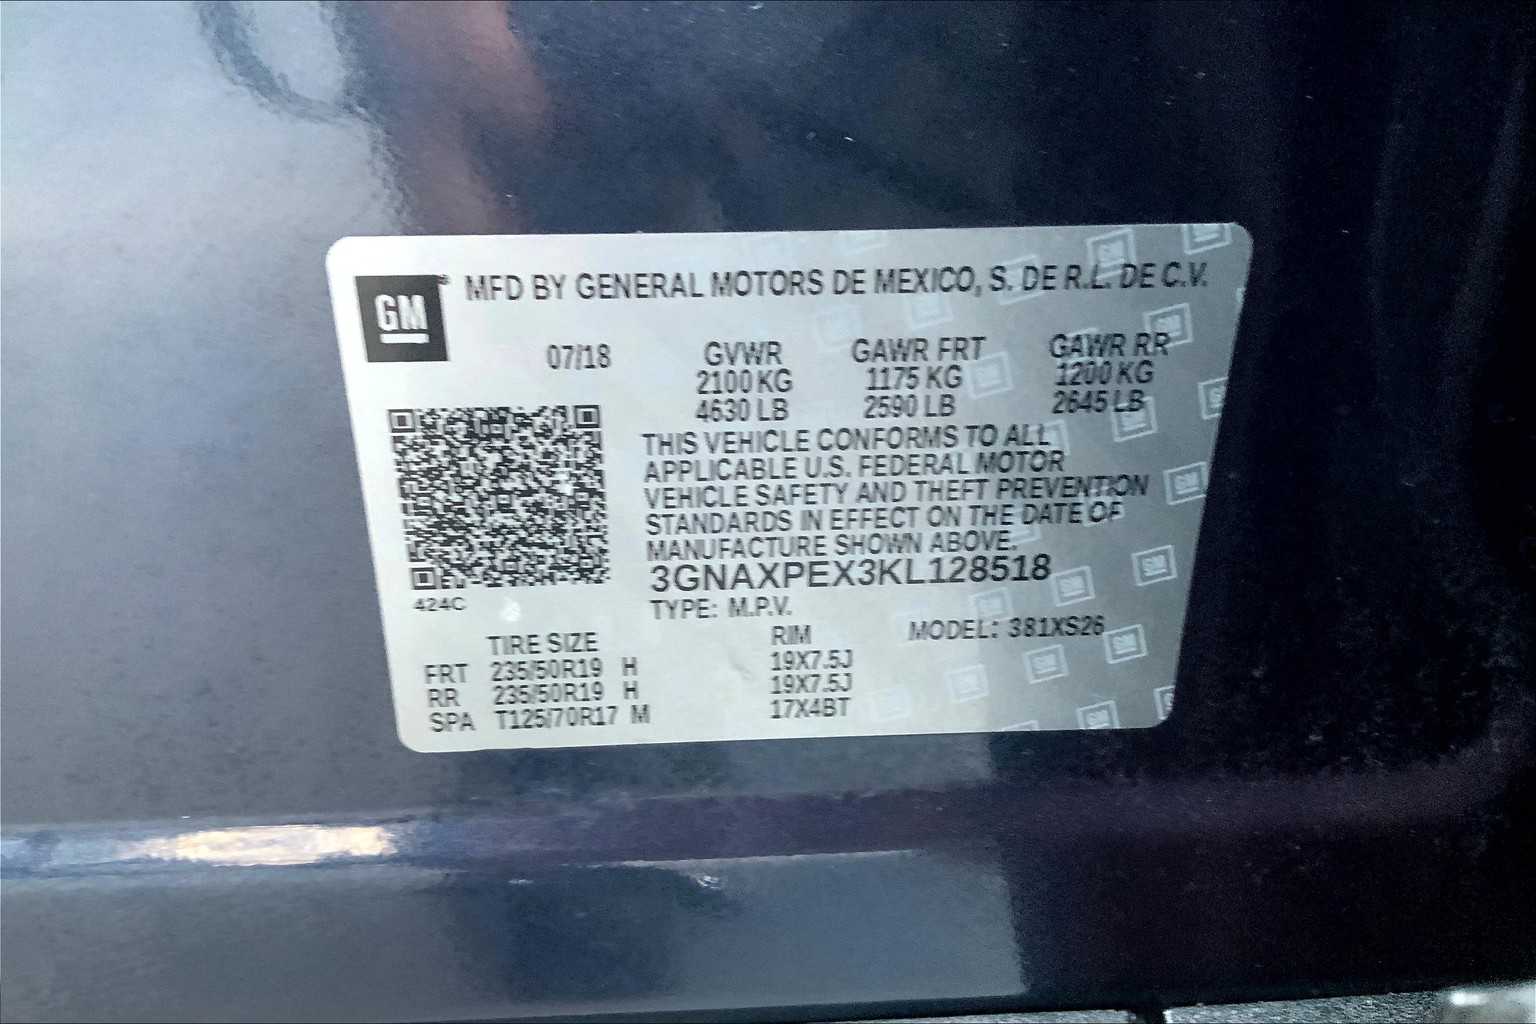 GM® MFD BY GENERAL MOTORS DE MEXICO, S. DE R.L. DE C.V.
07/18 GVWR GAWR FRT GAWR RR
2100 KG 1175 KG 1200 KG
4630 LB 2590 LB 2645 LB
THIS VEHICLE CONFORMS TO ALL
APPLICABLE U.S. FEDERAL MOTOR
VEHICLE SAFETY AND THEFT PREVENTION
STANDARDS IN EFFECT ON THE DATE OF
MANUFACTURE SHOWN ABOVE.
3GNAXPEX3KL128518
424C TYPE: M.P.V.
TIRE SIZE RIM MODEL: 381XS26
FRT 235/50R19 H 19X7.5J
RR 235/50R19 H 19X7.5J
SPA T125/70R17 M 17X4BT